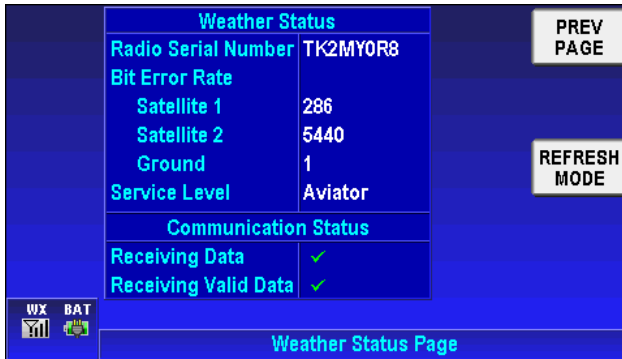 Weather Status
Radio Serial Number TK2MY0R8
Bit Error Rate
Satellite 1 286
Satellite 2 5440
Ground 1
Service Level Aviator
Communication Status
Receiving Data ✓
Receiving Valid Data ✓
PREV
PAGE
REFRESH
MODE
WX BAT
Weather Status Page